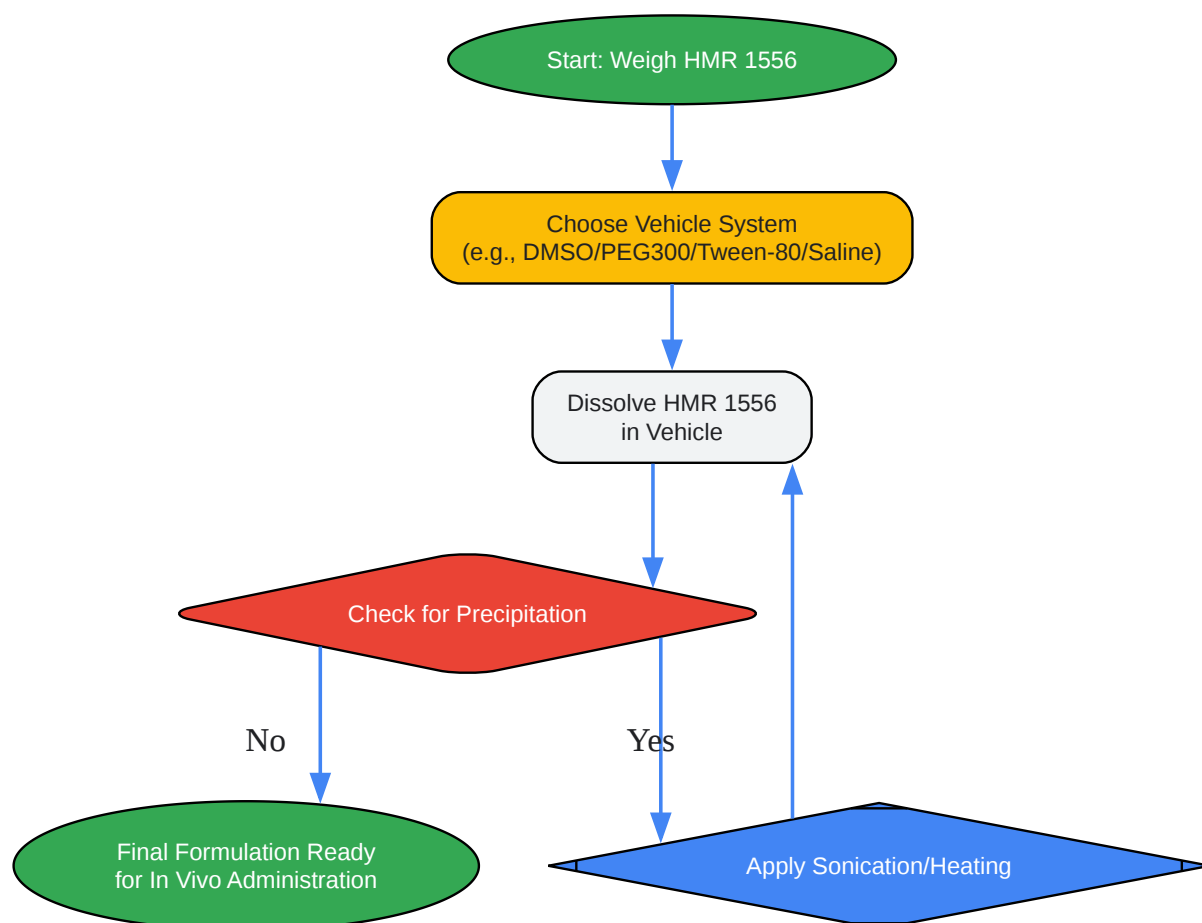 Start: Weigh HMR 1556
Choose Vehicle System
(e.g., DMSO/PEG300/Tween-80/Saline)
Dissolve HMR 1556
in Vehicle
Check for Precipitation
No
Yes
Final Formulation Ready
for In Vivo Administration
Apply Sonication/Heating